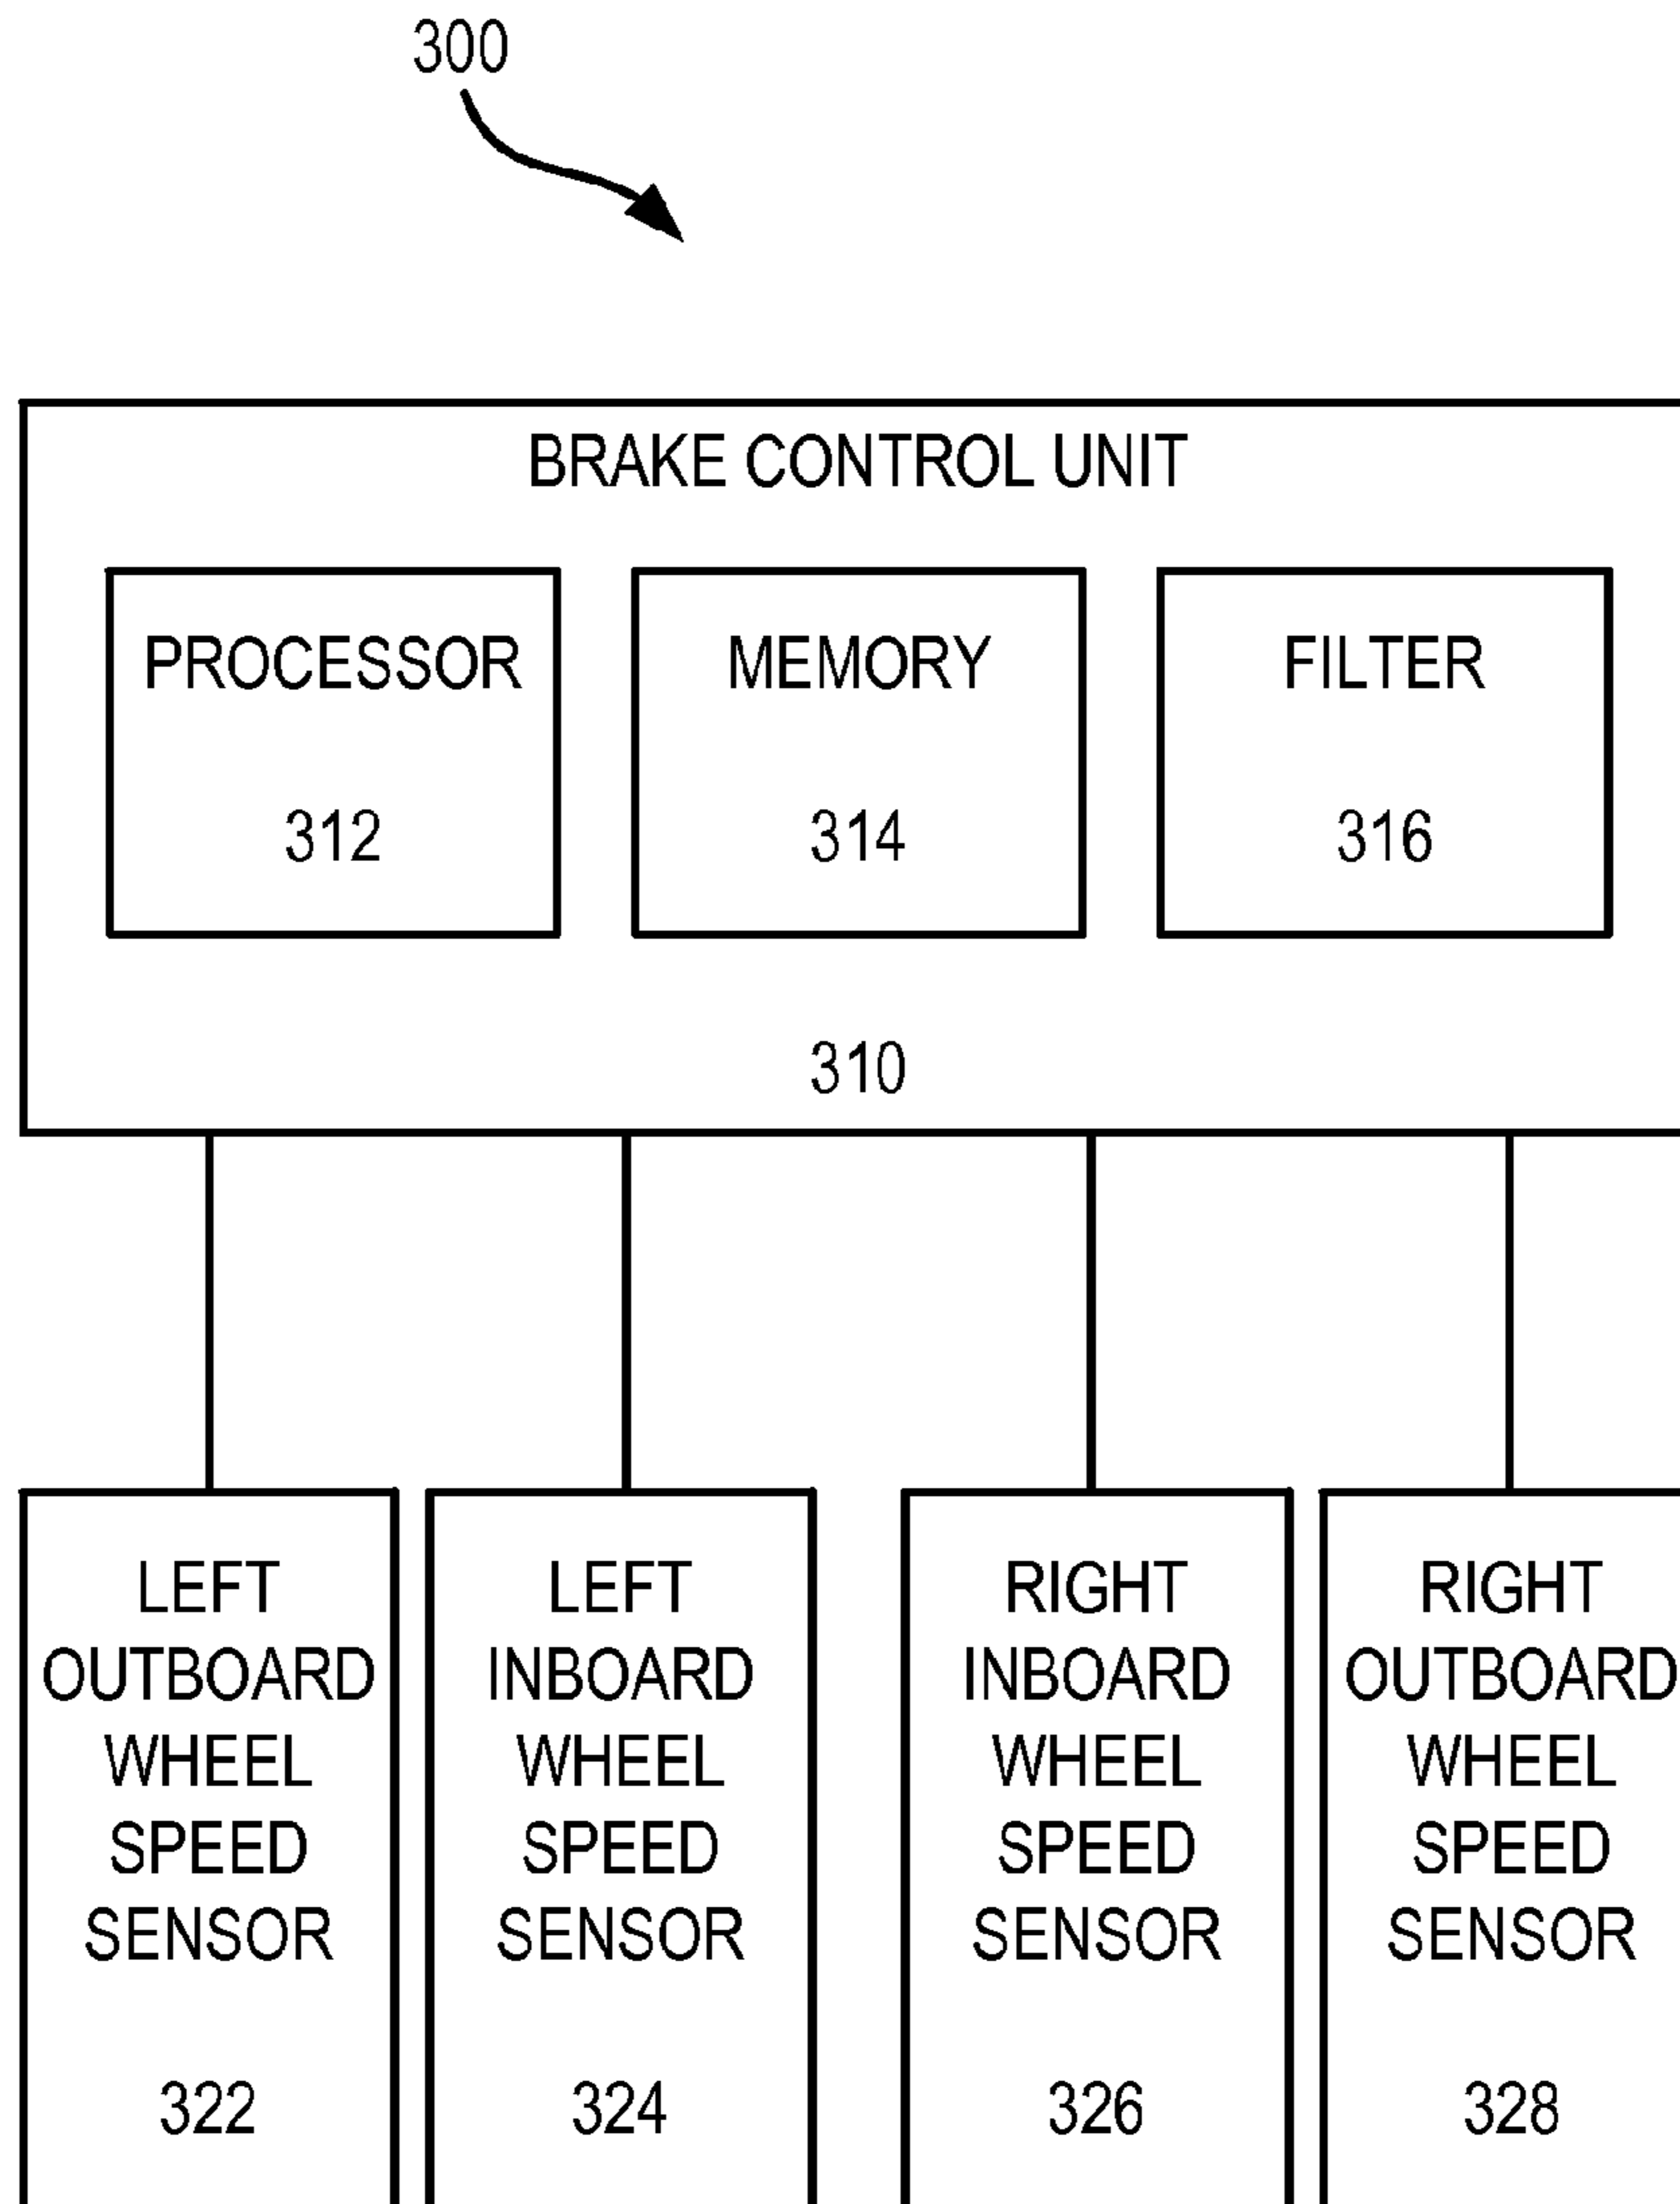 300
BRAKE CONTROL UNIT
PROCESSOR
312
MEMORY
314
FILTER
316
310
LEFT
OUTBOARD
WHEEL
SPEED
SENSOR
322
LEFT
INBOARD
WHEEL
SPEED
SENSOR
324
RIGHT
INBOARD
WHEEL
SPEED
SENSOR
326
RIGHT
OUTBOARD
WHEEL
SPEED
SENSOR
328